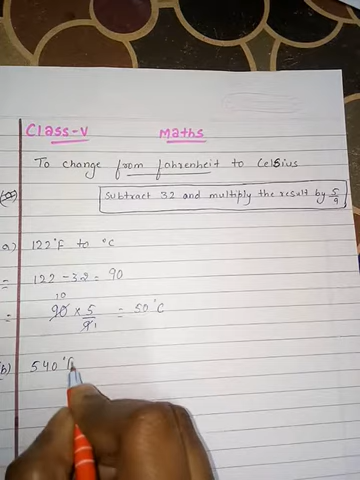 Class-V Maths
To change from fahrenheit to Celsius
Subtract 32 and multiply the result by 5/9
a) 122°F to °C
= 122 - 32 = 90
10
= 90 × 5/9 1 = 50°C
b) 540°